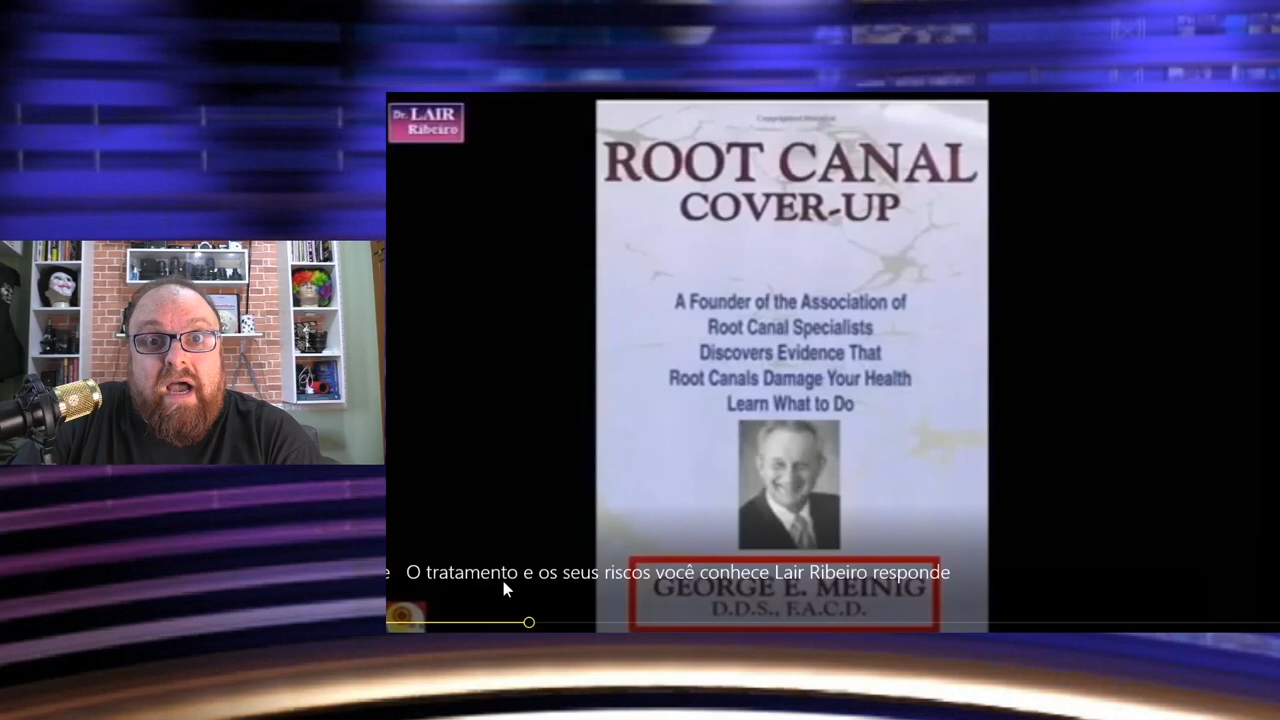 Dr. LAIR
Ribeiro
Copyrighted Material
ROOT CANAL
COVER-UP
A Founder of the Association of
Root Canal Specialists
Discovers Evidence That
Root Canals Damage Your Health
Learn What to Do
e O tratamento e os seus riscos você conhece Lair Ribeiro responde
GEORGE E. MEINIG
D.D.S., F.A.C.D.